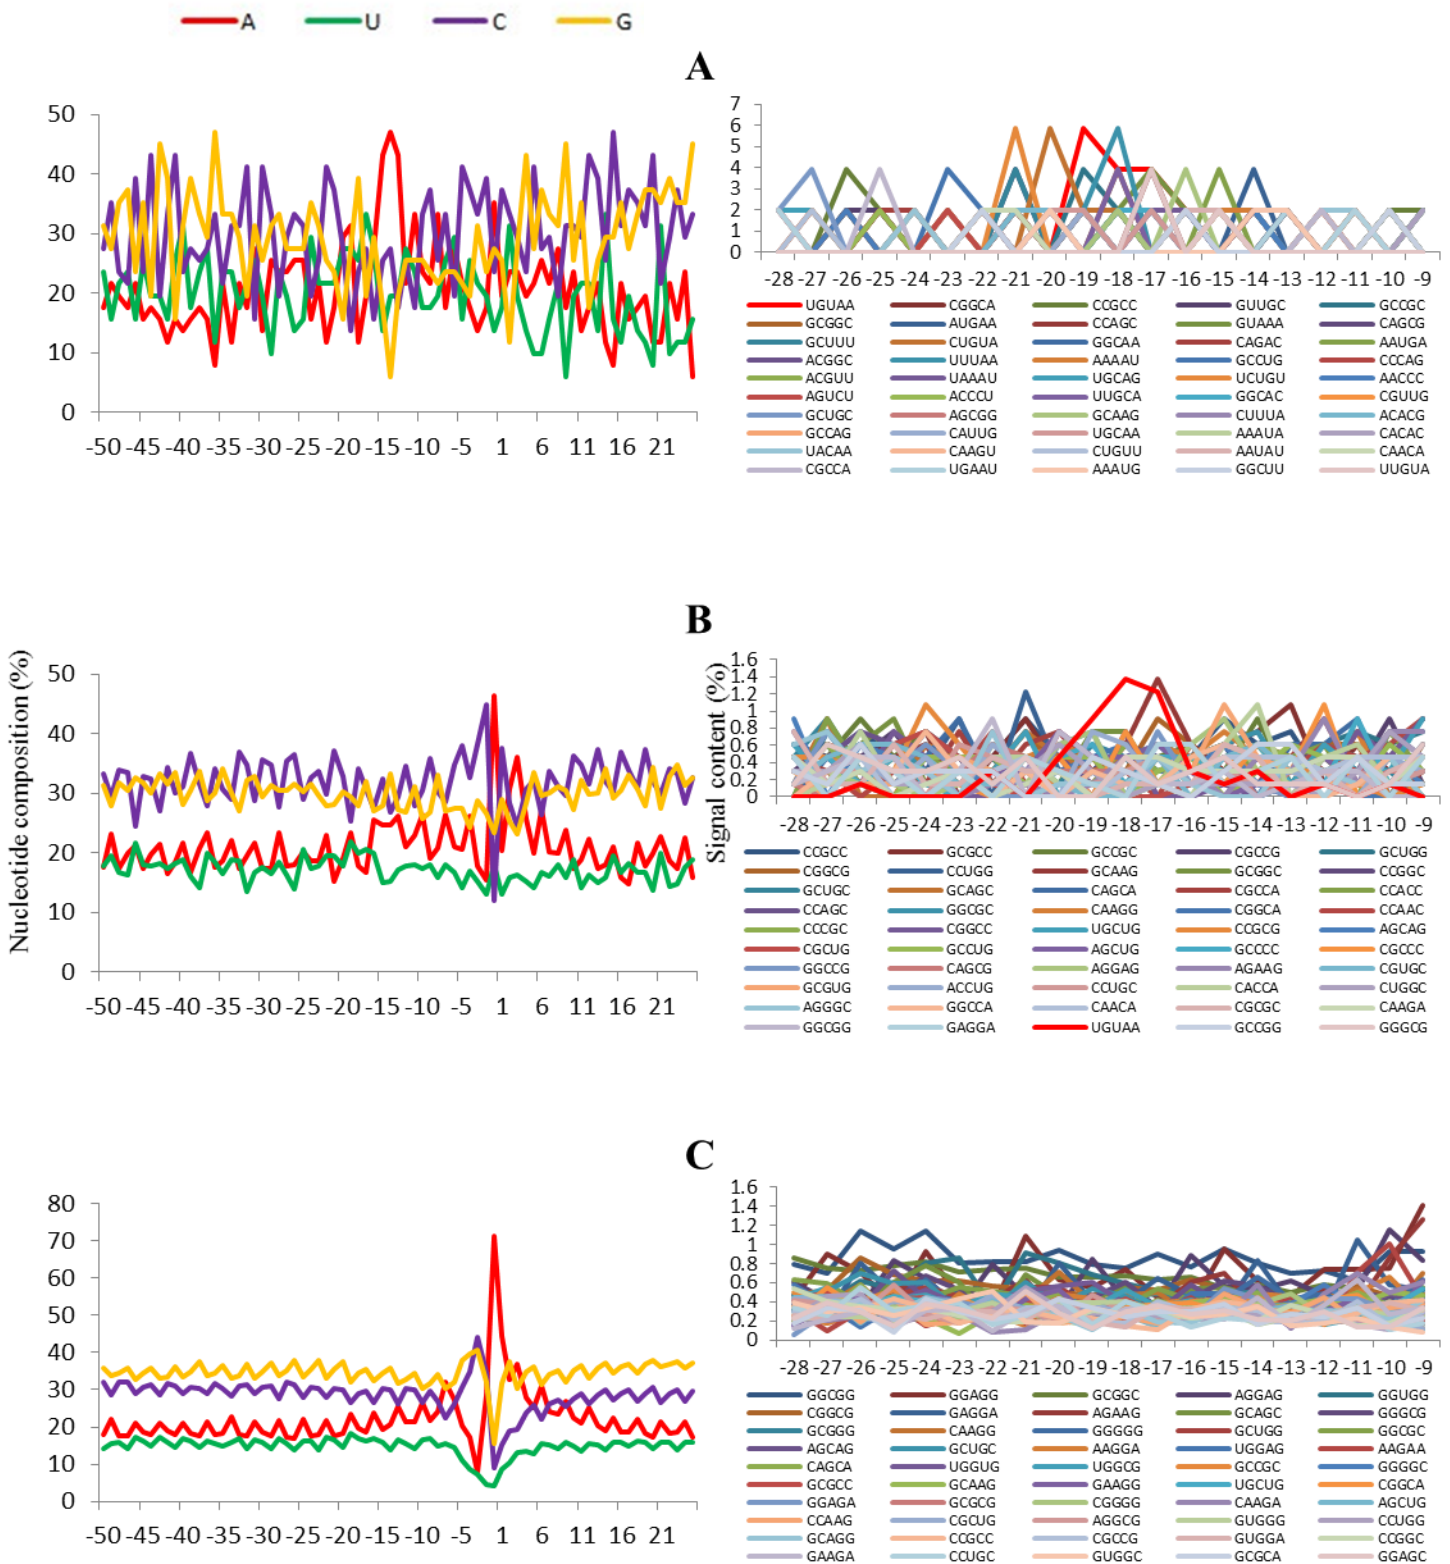 A U C G
A
50
40
30
20
10
0
-50 -45 -40 -35 -30 -25 -20 -15 -10 -5 1 6 11 16 21
7
6
5
4
3
2
1
0
-28 -27 -26 -25 -24 -23 -22 -21 -20 -19 -18 -17 -16 -15 -14 -13 -12 -11 -10 -9
UGUAA CGGCA CCGCC GUUGC GCCGC
GCGGC AUGAA CCAGC GUAAA CAGCG
GCUUU CUGUA GGCAA CAGAC AAUGA
ACGGC UUUAA AAAAU GCCUG CCCAG
ACGUU UAAAU UGCAG UCUGU AACCC
AGUCU ACCCU UUGCA GGCAC CGUUG
GCUGC AGCGG GCAAG CUUUA ACACG
GCCAG CAUUG UGCAA AAAUA CACAC
UACAA CAAGU CUGUU AAUAU CAACA
CGCCA UGAAU AAAUG GGCUU UUGUA
Nucleotide composition (%)
B
50
40
30
20
10
0
-50 -45 -40 -35 -30 -25 -20 -15 -10 -5 1 6 11 16 21
Signal content (%)
1.6
1.4
1.2
1
0.8
0.6
0.4
0.2
0
-28 -27 -26 -25 -24 -23 -22 -21 -20 -19 -18 -17 -16 -15 -14 -13 -12 -11 -10 -9
CCGCC GCGCC GCCGC CGCCG GCUGG
CGGCG CCUGG GCAAG GCGGC CCGGC
GCUGC GCAGC CAGCA CGCCA CCACC
CCAGC GGCGC CAAGG CGGCA CCAAC
CCCGC CGGCC UGCUG CCGCG AGCAG
CGCUG GCCUG AGCUG GCCCC CGCCC
GGCCG CAGCG AGGAG AGAAG CGUGC
GCGUG ACCUG CCUGC CACCA CUGGC
AGGGC GGCCA CAACA CGCGC CAAGA
GGCGG GAGGA UGUAA GCCGG GGGCG
C
80
70
60
50
40
30
20
10
0
-50 -45 -40 -35 -30 -25 -20 -15 -10 -5 1 6 11 16 21
1.6
1.4
1.2
1
0.8
0.6
0.4
0.2
0
-28 -27 -26 -25 -24 -23 -22 -21 -20 -19 -18 -17 -16 -15 -14 -13 -12 -11 -10 -9
GGCGG GGAGG GCGGC AGGAG GGUGG
CGGCG GAGGA AGAAG GCAGC GGGCG
GCGGG CAAGG GGGGG GCUGG GGCGC
AGCAG GCUGC AAGGA UGGAG AAGAA
CAGCA UGGUG UGGCG GCCGC GGGGC
GCGCC GCAAG GAAGG UGCUG CGGCA
GGAGA GCGCG CGGGG CAAGA AGCUG
CCAAG CGCUG AGGCG GUGGG CCUGG
GCAGG CCGCC CGCCG GUGGA CCGGC
GAAGA CCUGC GUGGC GCGCA GGAGC